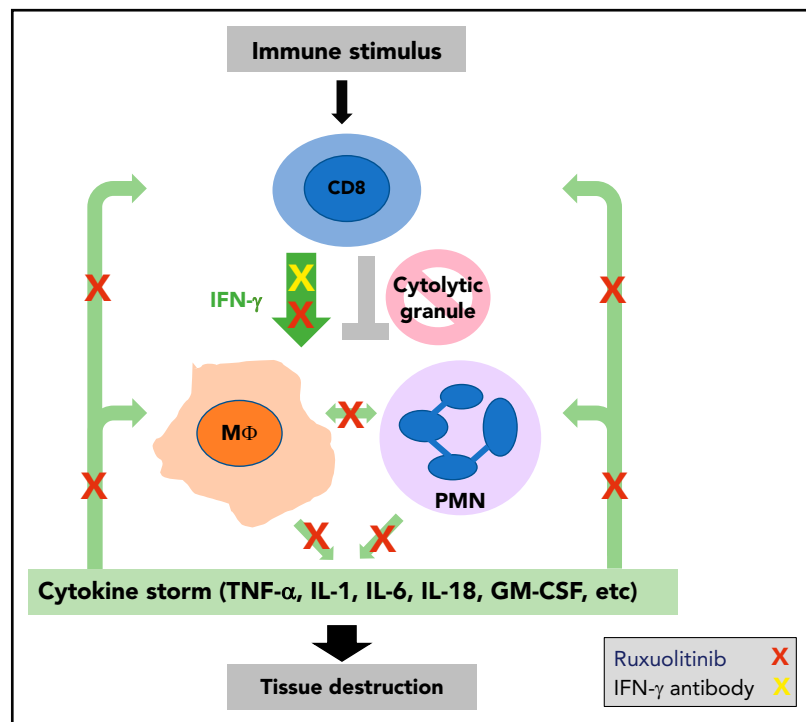 Immune stimulus
CD8
IFN-γ
Cytolytic
granule
MΦ
PMN
Cytokine storm (TNF-α, IL-1, IL-6, IL-18, GM-CSF, etc)
Tissue destruction
Ruxuolitinib X
IFN-γ antibody X